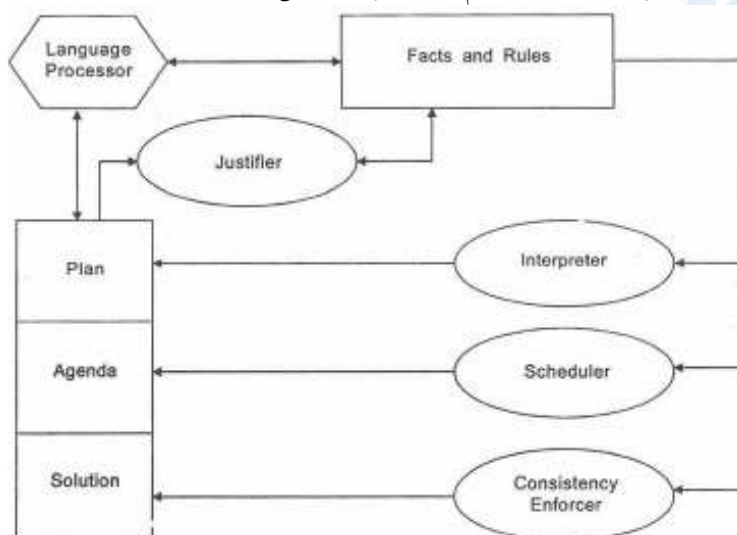 Language
Processor
Facts and Rules
Justifier
Plan
Interpreter
Agenda
Scheduler
Solution
Consistency
Enforcer